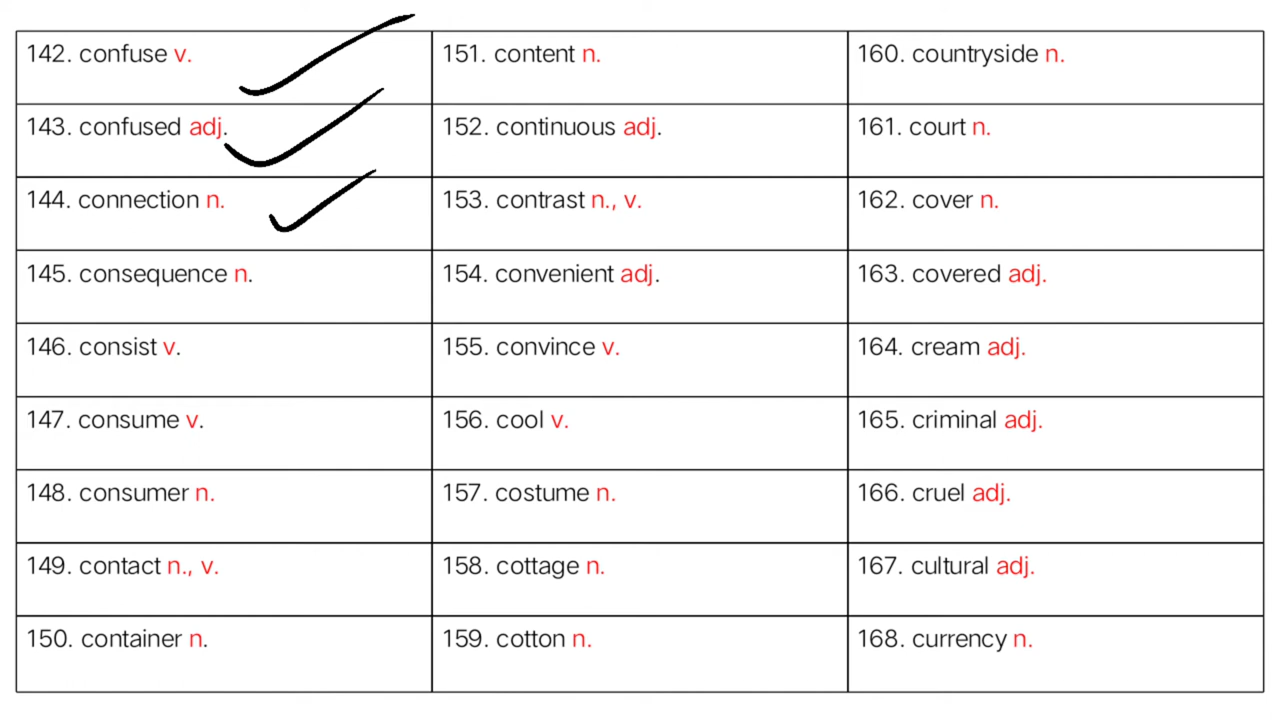 142. confuse v.
143. confused adj.
144. connection n.
145. consequence n.
146. consist v.
147. consume v.
148. consumer n.
149. contact n., v.
150. container n.
151. content n.
152. continuous adj.
153. contrast n., v.
154. convenient adj.
155. convince v.
156. cool v.
157. costume n.
158. cottage n.
159. cotton n.
160. countryside n.
161. court n.
162. cover n.
163. covered adj.
164. cream adj.
165. criminal adj.
166. cruel adj.
167. cultural adj.
168. currency n.